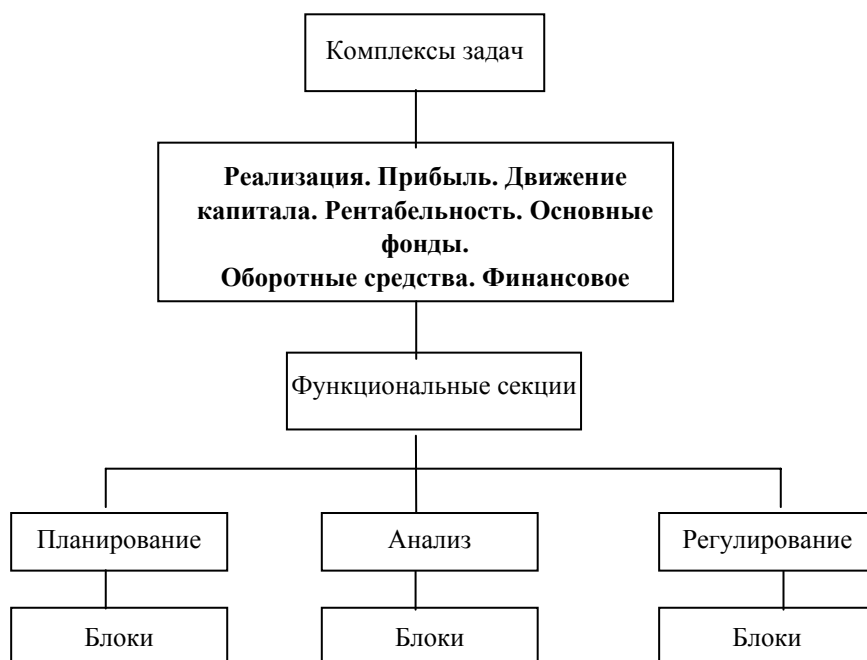 Комплексы задач
Реализация. Прибыль. Движение
капитала. Рентабельность. Основные
фонды.
Оборотные средства. Финансовое
Функциональные секции
Планирование
Анализ
Регулирование
Блоки
Блоки
Блоки